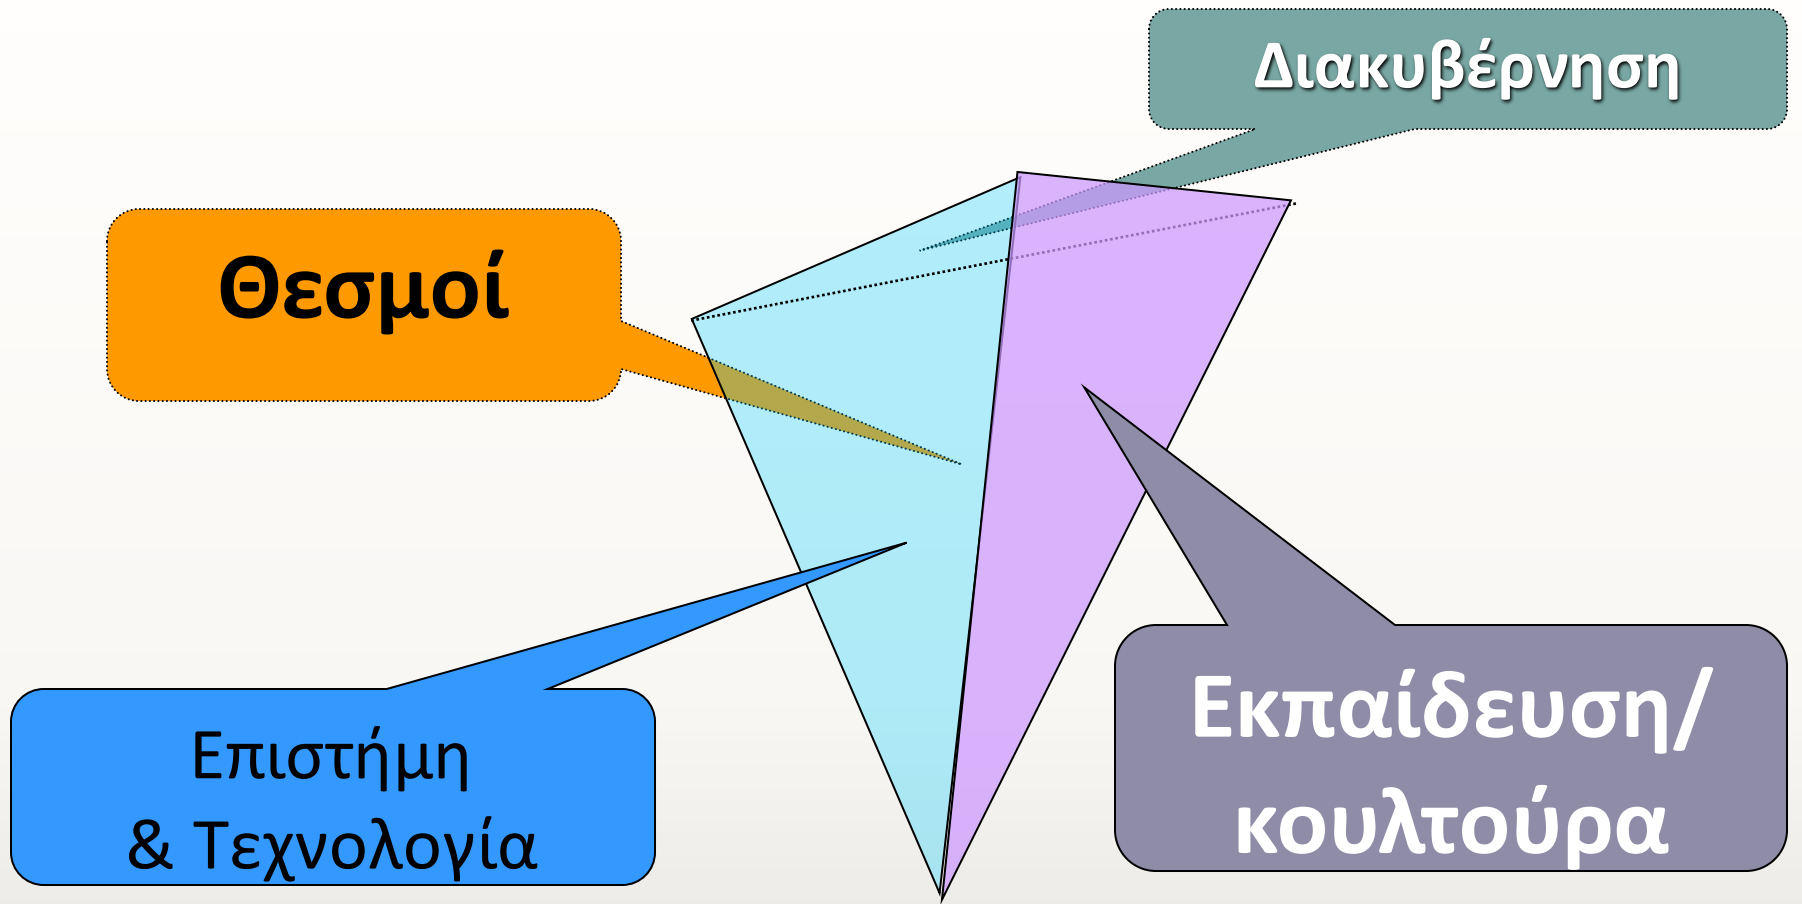 Διακυβέρνηση
Θεσμοί
Επιστήμη
& Τεχνολογία
Εκπαίδευση/
κουλτούρα